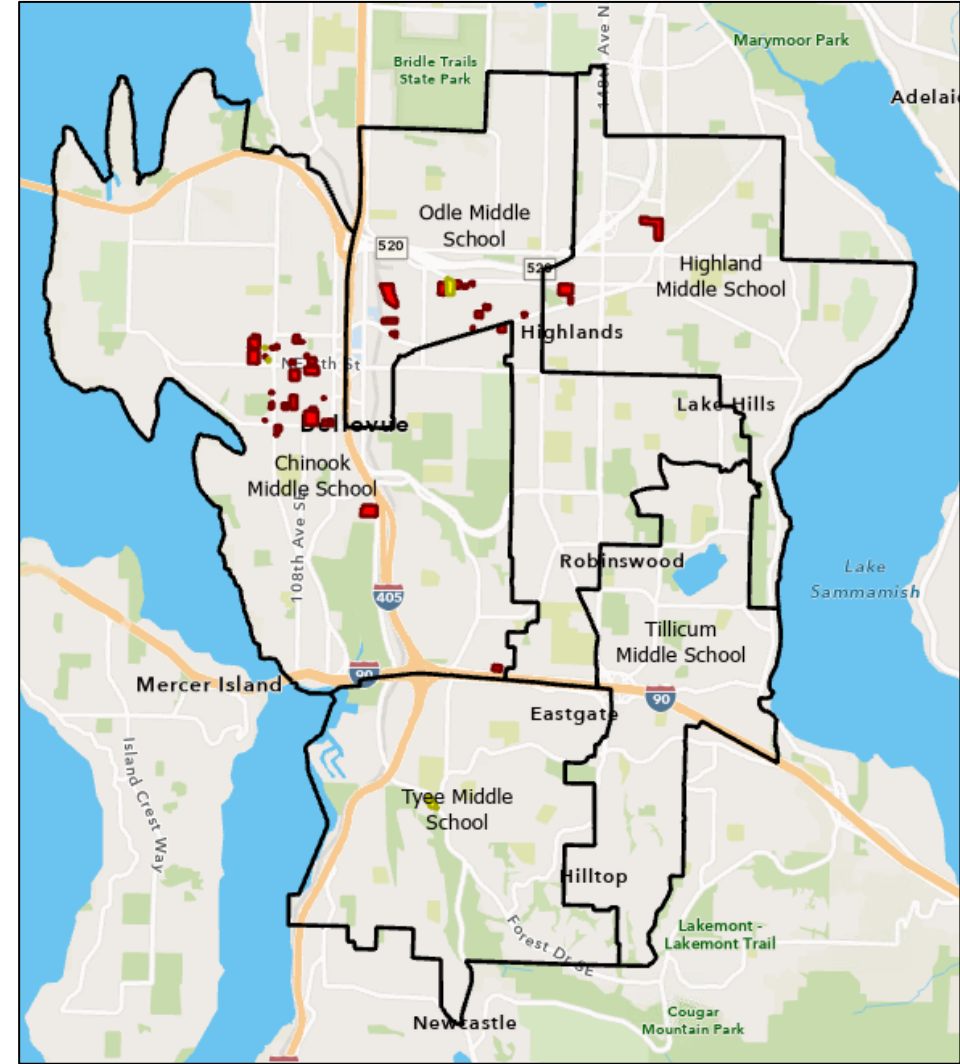 Marymoor Park
Bridle Trails
State Park
148th Ave N
Adelai
Odle Middle
School
520
520
Highland
Middle School
Highlands
NE 8th St
Lake Hills
Bellevue
Chinook
Middle School
108th Ave SE
Robinswood
Lake
Sammamish
405
Tillicum
Middle School
90
Mercer Island
90
Eastgate
Island Crest Way
Tyee Middle
School
Hilltop
Forest Dr SE
Lakemont -
Lakemont Trail
Cougar
Mountain Park
Newcastle